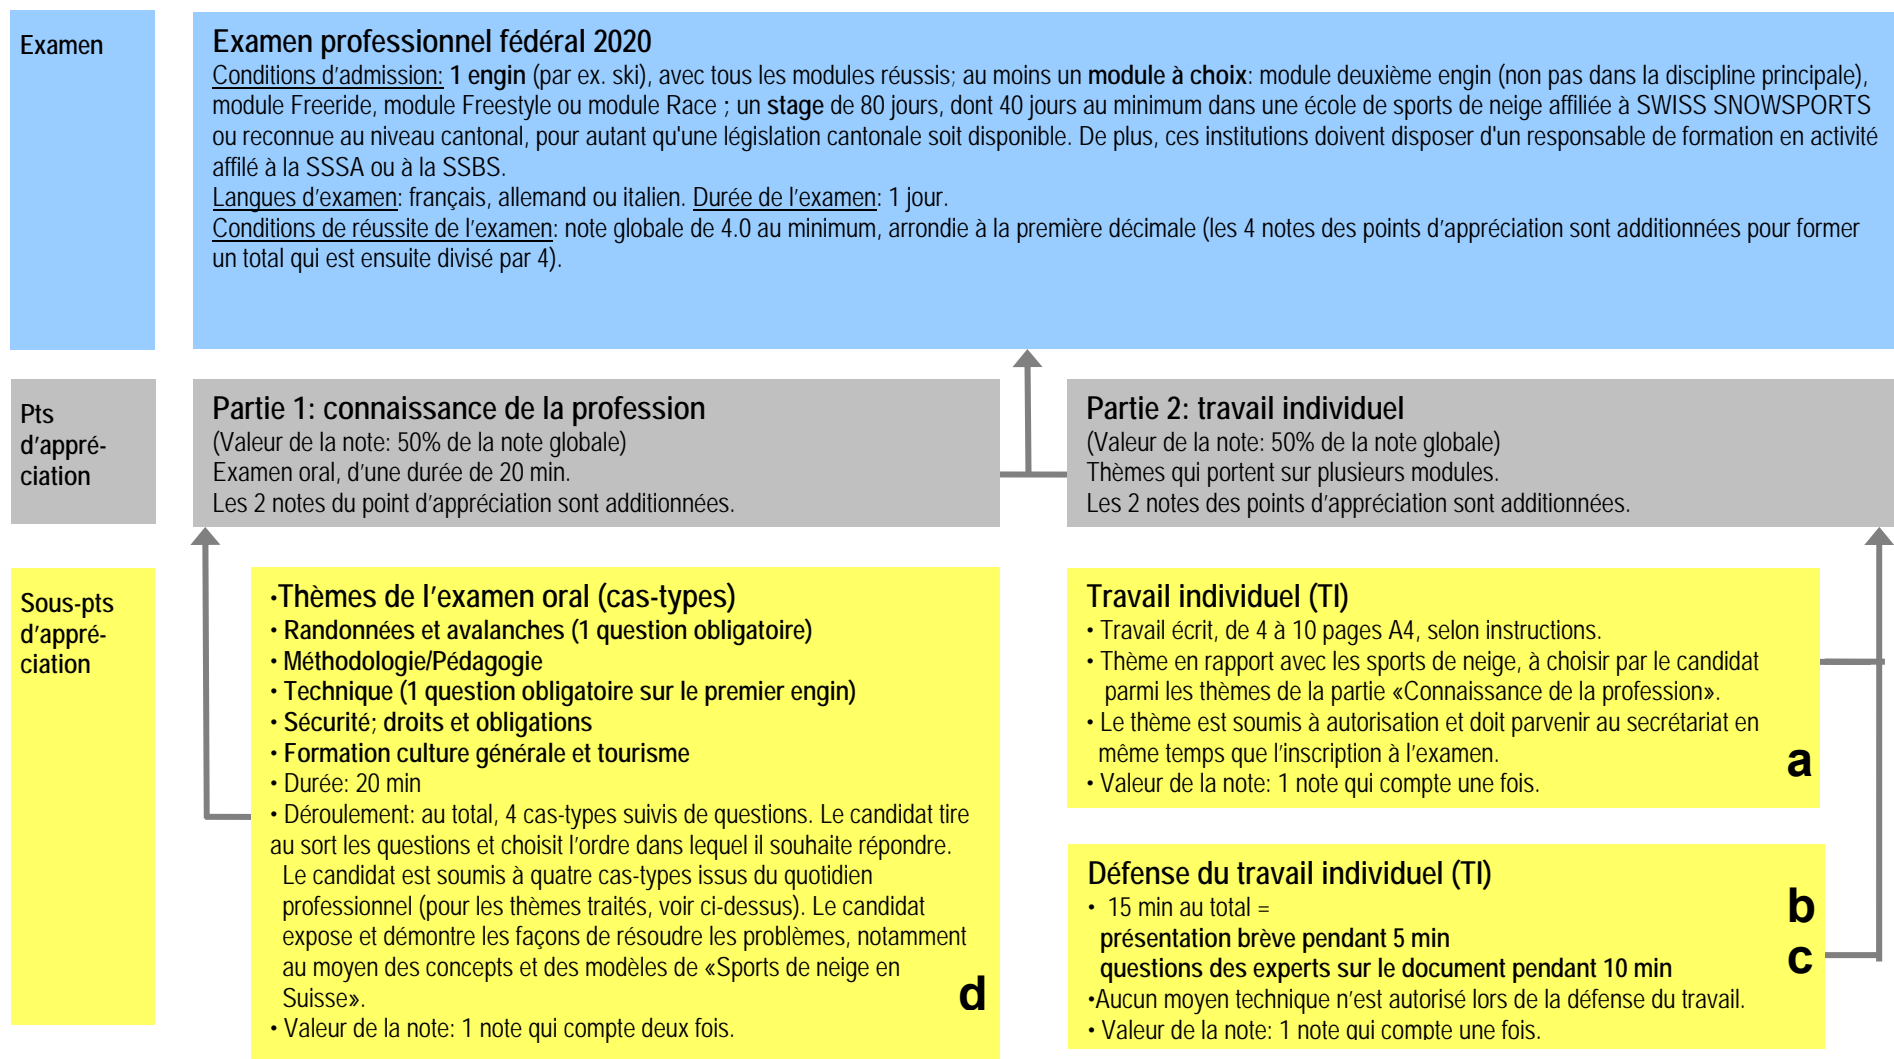 Examen
Examen professionnel fédéral 2020
Conditions d'admission: 1 engin (par ex. ski), avec tous les modules réussis; au moins un module à choix: module deuxième engin (non pas dans la discipline principale),
module Freeride, module Freestyle ou module Race ; un stage de 80 jours, dont 40 jours au minimum dans une école de sports de neige affiliée à SWISS SNOWSPORTS
ou reconnue au niveau cantonal, pour autant qu'une législation cantonale soit disponible. De plus, ces institutions doivent disposer d'un responsable de formation en activité
affilé à la SSSA ou à la SSBS.
Langues d'examen: français, allemand ou italien. Durée de l'examen: 1 jour.
Conditions de réussite de l'examen: note globale de 4.0 au minimum, arrondie à la première décimale (les 4 notes des points d'appréciation sont additionnées pour former
un total qui est ensuite divisé par 4).
Pts
d'appré-
ciation
Partie 1: connaissance de la profession
(Valeur de la note: 50% de la note globale)
Examen oral, d'une durée de 20 min.
Les 2 notes du point d'appréciation sont additionnées.
Partie 2: travail individuel
(Valeur de la note: 50% de la note globale)
Thèmes qui portent sur plusieurs modules.
Les 2 notes des points d'appréciation sont additionnées.
Sous-pts
d'appré-
ciation
•Thèmes de l'examen oral (cas-types)
• Randonnées et avalanches (1 question obligatoire)
• Méthodologie/Pédagogie
• Technique (1 question obligatoire sur le premier engin)
• Sécurité; droits et obligations
• Formation culture générale et tourisme
• Durée: 20 min
• Déroulement: au total, 4 cas-types suivis de questions. Le candidat tire
au sort les questions et choisit l'ordre dans lequel il souhaite répondre.
Le candidat est soumis à quatre cas-types issus du quotidien
professionnel (pour les thèmes traités, voir ci-dessus). Le candidat
expose et démontre les façons de résoudre les problèmes, notamment
au moyen des concepts et des modèles de «Sports de neige en
Suisse».
d
• Valeur de la note: 1 note qui compte deux fois.
Travail individuel (TI)
• Travail écrit, de 4 à 10 pages A4, selon instructions.
• Thème en rapport avec les sports de neige, à choisir par le candidat
parmi les thèmes de la partie «Connaissance de la profession».
• Le thème est soumis à autorisation et doit parvenir au secrétariat en
même temps que l'inscription à l'examen.
a
• Valeur de la note: 1 note qui compte une fois.
Défense du travail individuel (TI)
• 15 min au total =
b
présentation brève pendant 5 min
questions des experts sur le document pendant 10 min
c
•Aucun moyen technique n'est autorisé lors de la défense du travail.
• Valeur de la note: 1 note qui compte une fois.